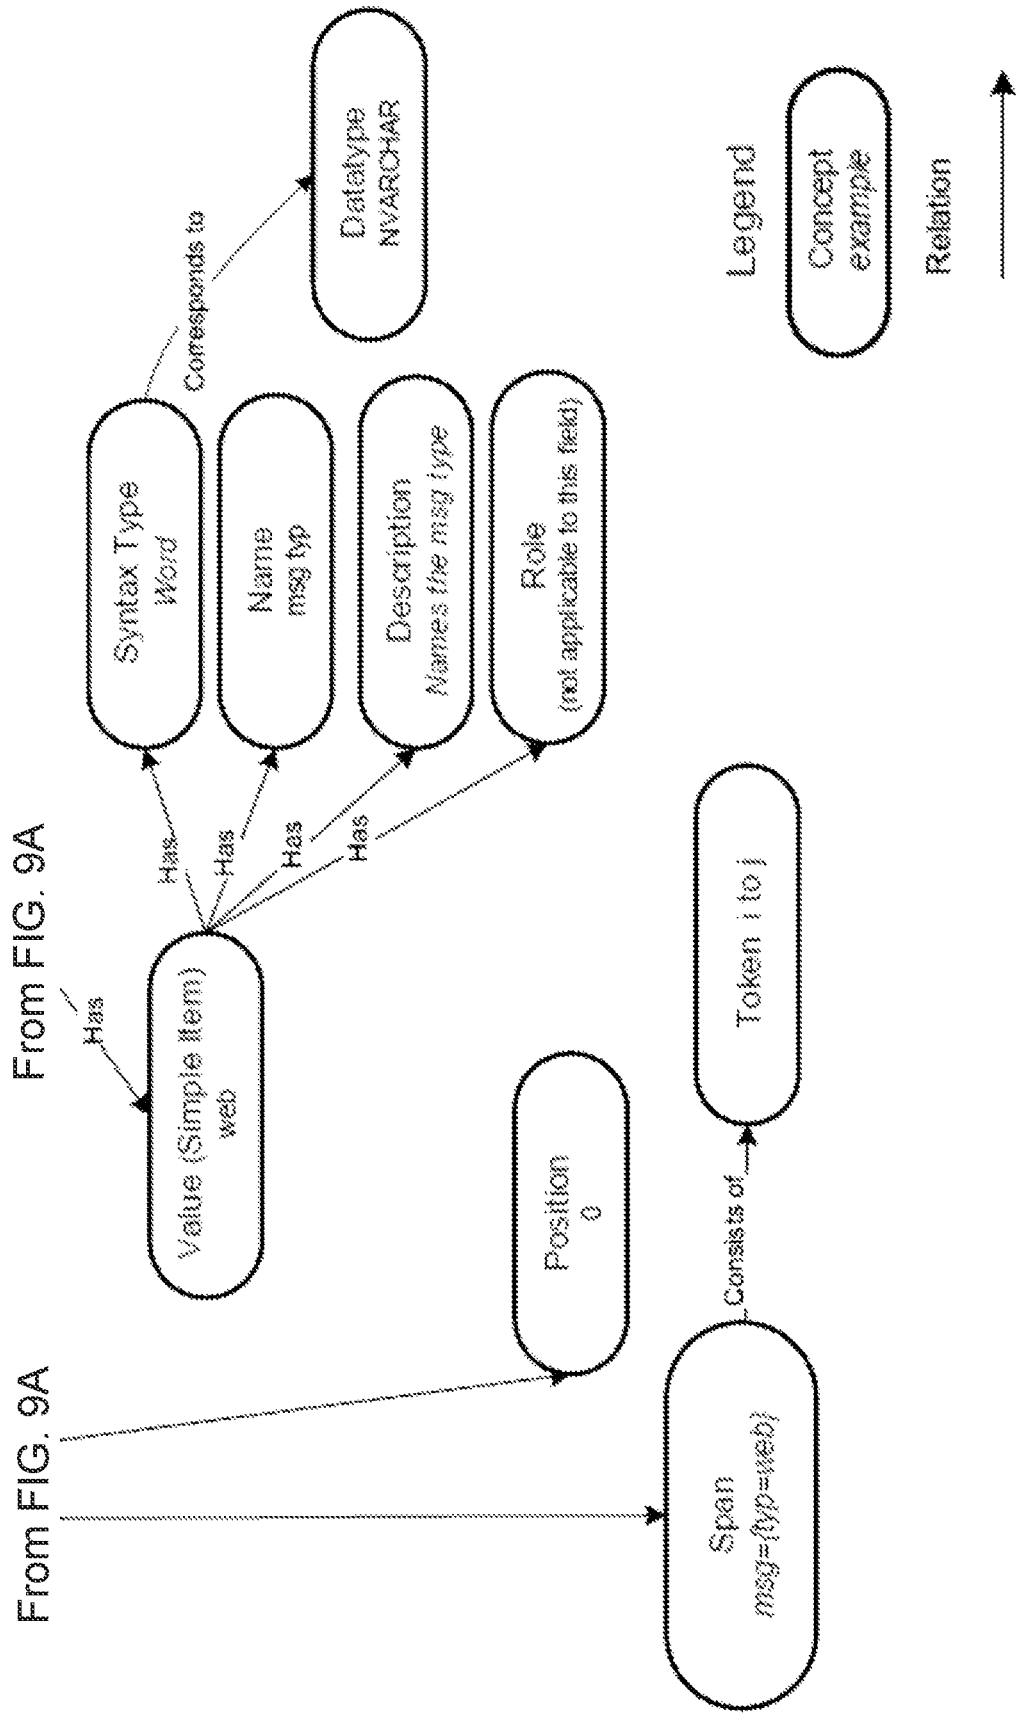 From FIG. 9A
From FIG. 9A
Has
Value (Simple Item)
web
Has
Has
Has
Has
Syntax Type
Word
Name
msg typ
Description
Names the msg type
Role
(not applicable to this field)
Corresponds to
Datatype
NVARCHAR
Position
0
Span
msg={typ=web}
Consists of
Token i to j
Legend
Concept
example
Relation